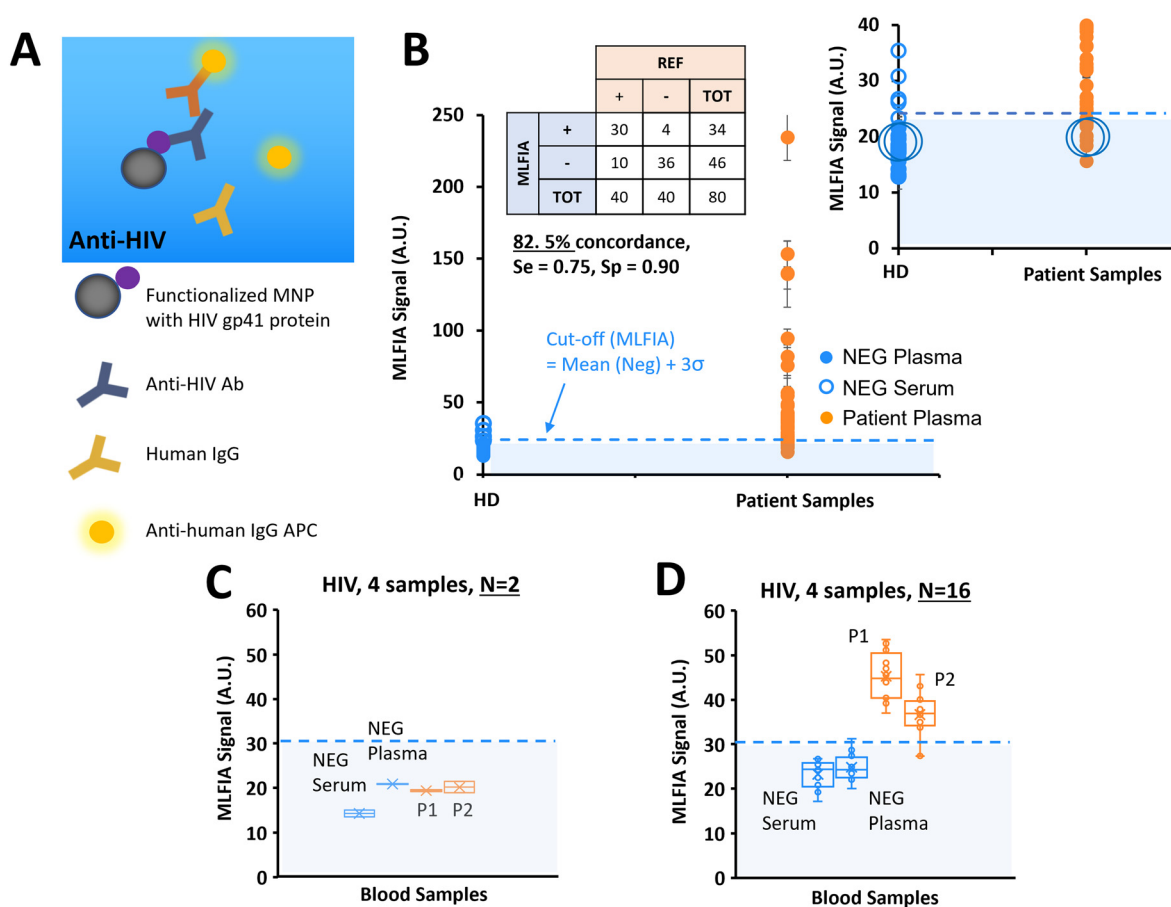 A
Anti-HIV
Functionalized MNP
with HIV gp41 protein
Anti-HIV Ab
Human IgG
Anti-human IgG APC
B
MLFIA Signal (A.U.)
250
200
150
100
50
0
HD
Patient Samples
REF
+ - TOT
MLFIA
+ 30 4 34
- 10 36 46
TOT 40 40 80
82. 5% concordance,
Se = 0.75, Sp = 0.90
Cut-off (MLFIA)
= Mean (Neg) + 3σ
MLFIA Signal (A.U.)
40
30
20
10
0
HD
Patient Samples
NEG Plasma
NEG Serum
Patient Plasma
C
HIV, 4 samples, N=2
MLFIA Signal (A.U.)
60
50
40
30
20
10
0
NEG
Serum
NEG
Plasma
P1
P2
Blood Samples
D
HIV, 4 samples, N=16
MLFIA Signal (A.U.)
60
50
40
30
20
10
0
P1
P2
NEG
Serum
NEG
Plasma
Blood Samples